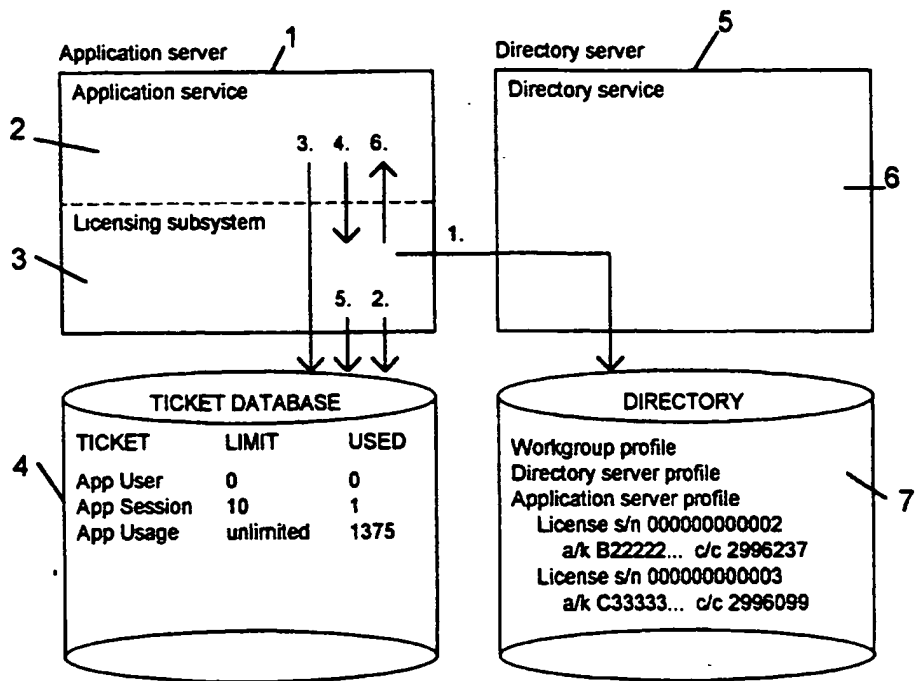 Application server
1
Directory server
5
Application service
Directory service
2
3. 4. 6.
6
Licensing subsystem
1.
3
5. 2.
TICKET DATABASE
DIRECTORY
TICKET LIMIT USED
App User 0 0
App Session 10 1
App Usage unlimited 1375
4
Workgroup profile
Directory server profile
Application server profile
License s/n 000000000002
a/k B22222... c/c 2996237
License s/n 000000000003
a/k C33333... c/c 2996099
7